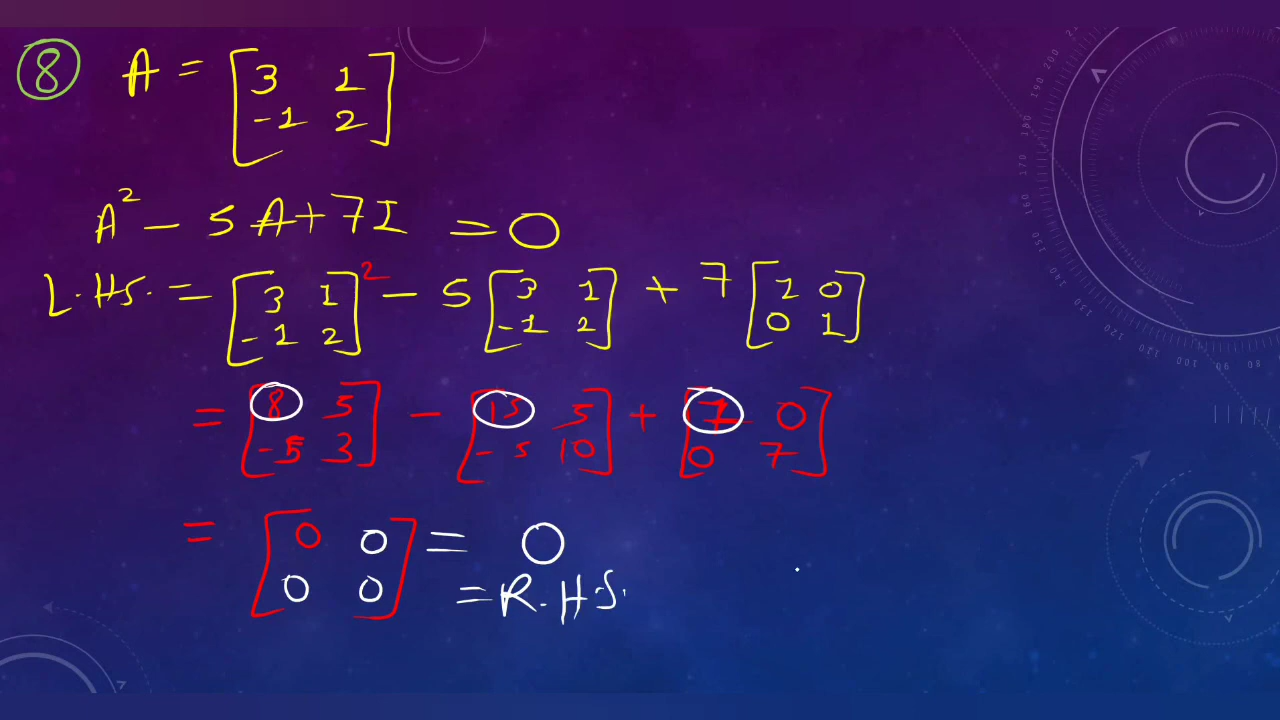 8 A = [3 1
-1 2]
A² - 5A + 7I = 0
L.H.S. = [3 1
-1 2]² - 5 [3 1
-1 2] + 7 [1 0
0 1]
= [8 5
-5 3] - [15 5
-5 10] + [7 0
0 7]
= [0 0
0 0] = 0
= R.H.S.